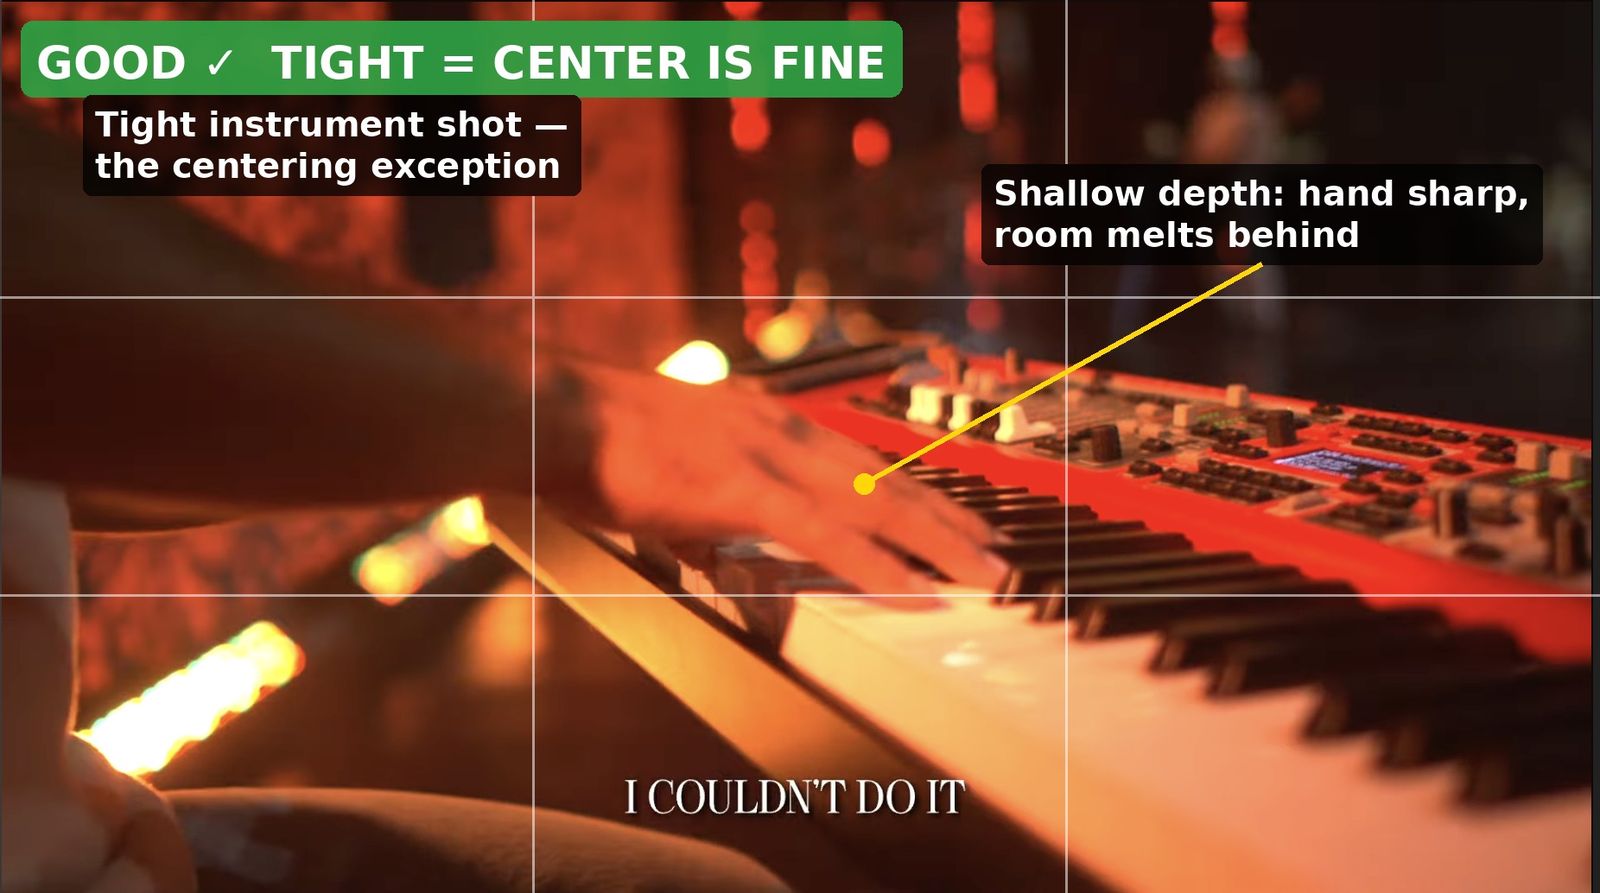 GOOD ✓ TIGHT = CENTER IS FINE
Tight instrument shot —
the centering exception
Shallow depth: hand sharp,
room melts behind
I COULDN'T DO IT